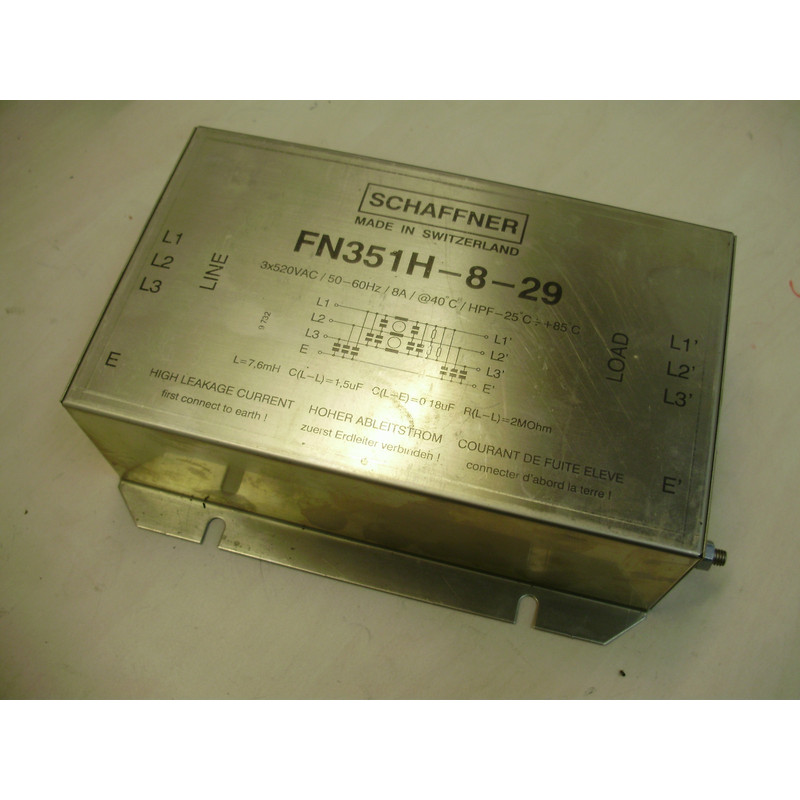 SCHAFFNER
MADE IN SWITZERLAND
FN351H-8-29
3x520VAC / 50-60Hz / 8A / @40°C / HPF-25°C÷+85°C
L1
L2
L3
LINE
E
9 752
L1
L2
L3
E
L1'
L2'
L3'
E'
LOAD
L1'
L2'
L3'
E'
L=7,6mH C(L-L)=1,5uF C(L-E)=0 18uF R(L-L)=2MOhm
HIGH LEAKAGE CURRENT HOHER ABLEITSTROM COURANT DE FUITE ELEVE
first connect to earth ! zuerst Erdleiter verbinden ! connecter d'abord la terre !